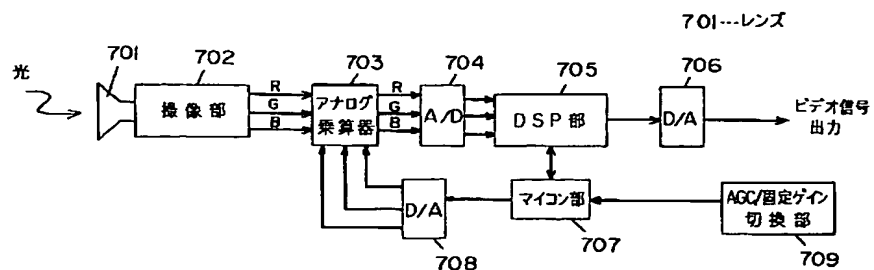 701---レンズ
光
701
702
撮像部
R
G
B
703
アナログ
乗算器
R
G
B
704
A/D
705
DSP部
706
D/A
ビデオ信号
出力
D/A
708
マイコン部
707
AGC/固定ゲイン
切換部
709